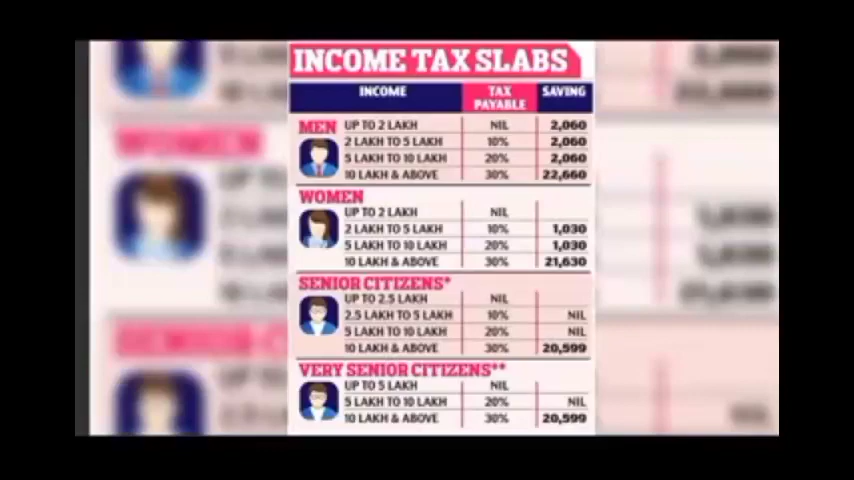 INCOME TAX SLABS
INCOME TAX PAYABLE SAVING
MEN
UP TO 2 LAKH NIL 2,060
2 LAKH TO 5 LAKH 10% 2,060
5 LAKH TO 10 LAKH 20% 2,060
10 LAKH & ABOVE 30% 22,660
WOMEN
UP TO 2 LAKH NIL
2 LAKH TO 5 LAKH 10% 1,030
5 LAKH TO 10 LAKH 20% 1,030
10 LAKH & ABOVE 30% 21,630
SENIOR CITIZENS*
UP TO 2.5 LAKH NIL
2.5 LAKH TO 5 LAKH 10% NIL
5 LAKH TO 10 LAKH 20% NIL
10 LAKH & ABOVE 30% 20,599
VERY SENIOR CITIZENS**
UP TO 5 LAKH NIL
5 LAKH TO 10 LAKH 20% NIL
10 LAKH & ABOVE 30% 20,599